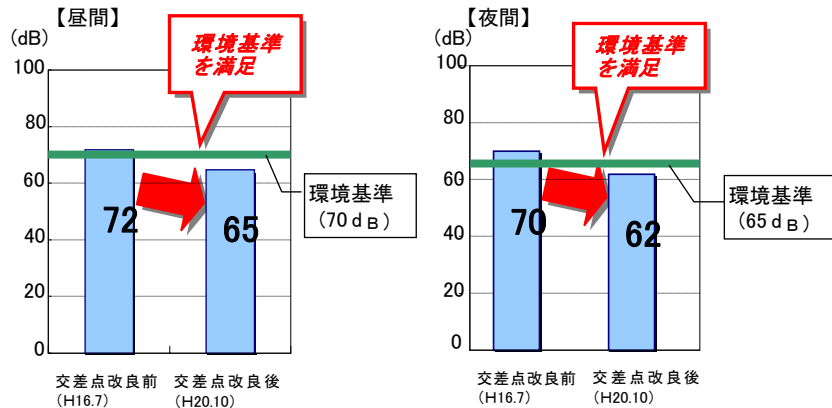 【昼間】
(dB)
環境基準
を満足
100
80
60
40
20
0
72
65
環境基準
(70dB)
交差点改良前
(H16.7)
交差点改良後
(H20.10)
【夜間】
(dB)
環境基準
を満足
100
80
60
40
20
0
70
62
環境基準
(65dB)
交差点改良前
(H16.7)
交差点改良後
(H20.10)